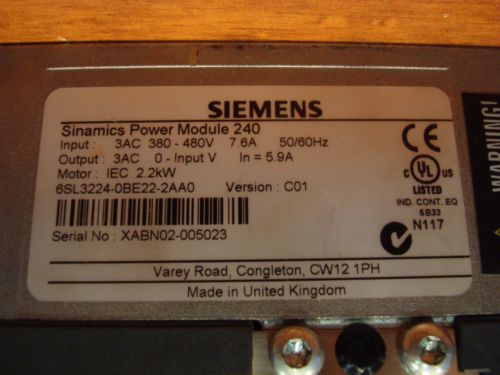 SIEMENS
Sinamics Power Module 240
Input : 3AC 380 - 480V 7.6A 50/60Hz
Output : 3AC 0 - Input V In = 5.9A
Motor : IEC 2.2kW
6SL3224-0BE22-2AA0 Version : C01
Serial No : XABN02-005023
Varey Road, Congleton, CW12 1PH
Made in United Kingdom
CE
C UL US
LISTED
IND. CONT. EQ
5B33
N117
WARNING!